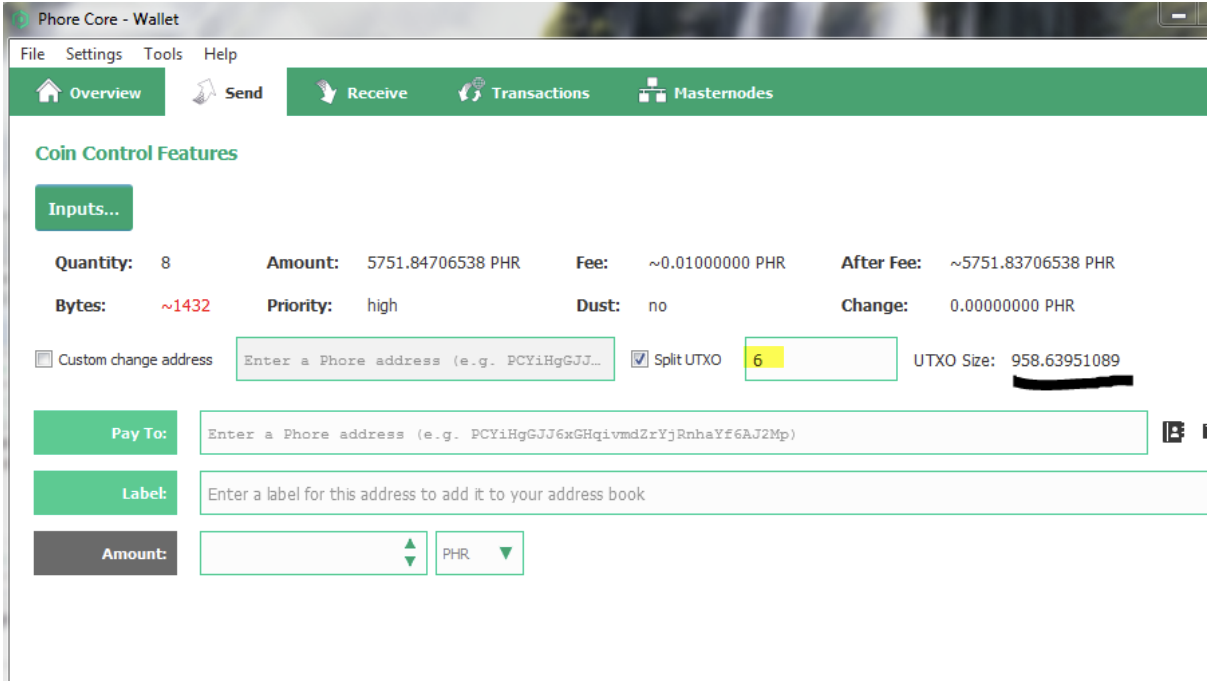 Phore Core - Wallet
File Settings Tools Help
Overview Send Receive Transactions Masternodes
Coin Control Features
Inputs...
Quantity: 8 Amount: 5751.84706538 PHR Fee: ~0.01000000 PHR After Fee: ~5751.83706538 PHR
Bytes: ~1432 Priority: high Dust: no Change: 0.00000000 PHR
Custom change address Enter a Phore address (e.g. PCYiHgGJJ... Split UTXO 6 UTXO Size: 958.63951089
Pay To: Enter a Phore address (e.g. PCYiHgGJJ6xGHqivmdZrYjRnhaYf6AJ2Mp)
Label: Enter a label for this address to add it to your address book
Amount: PHR